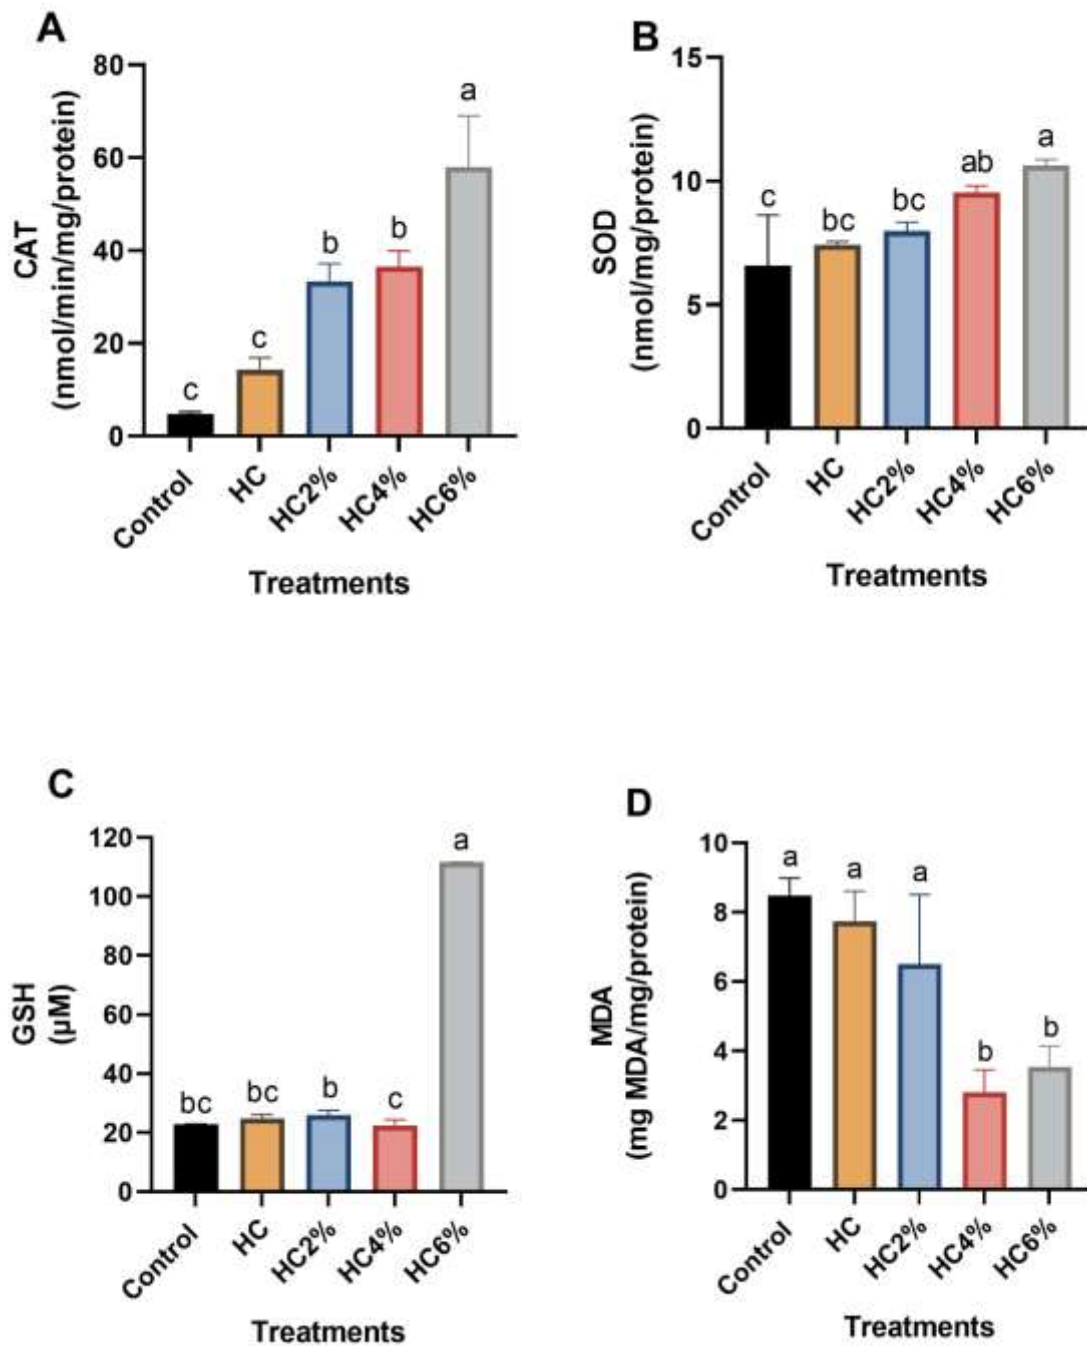 A
CAT
(nmol/min/mg/protein)
80
60
40
20
0
c
c
b
b
a
Control
HC
HC2%
HC4%
HC6%
Treatments
B
SOD
(nmol/mg/protein)
15
10
5
0
c
bc
bc
ab
a
Control
HC
HC2%
HC4%
HC6%
Treatments
C
GSH
(µM)
120
100
80
60
40
20
0
bc
bc
b
c
a
Control
HC
HC2%
HC4%
HC6%
Treatments
D
MDA
(mg MDA/mg/protein)
10
8
6
4
2
0
a
a
a
b
b
Control
HC
HC2%
HC4%
HC6%
Treatments